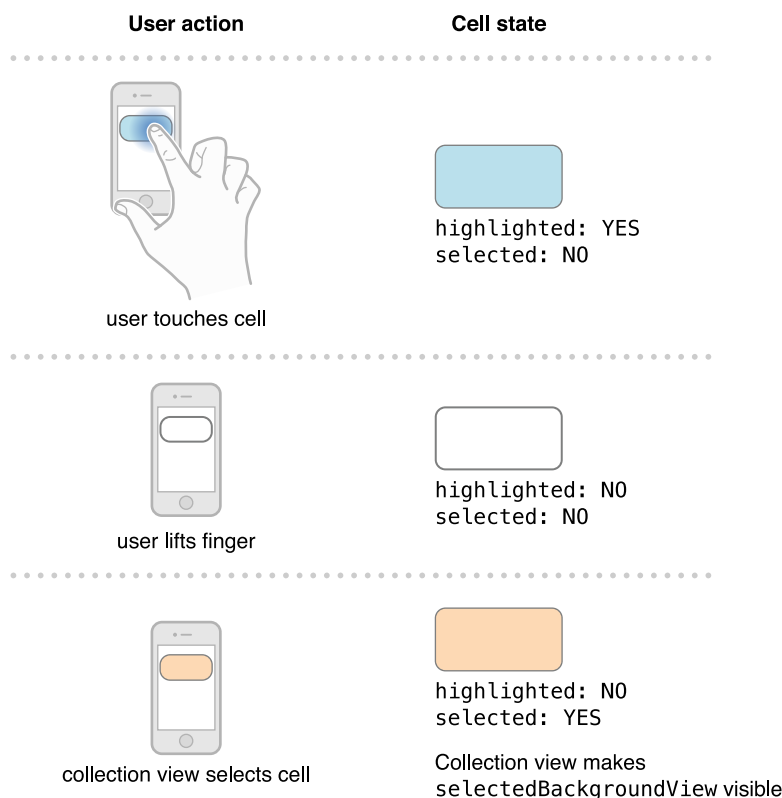 User action
Cell state
highlighted: YES
selected: NO
user touches cell
highlighted: NO
selected: NO
user lifts finger
highlighted: NO
selected: YES
collection view selects cell
Collection view makes
selectedBackgroundView visible